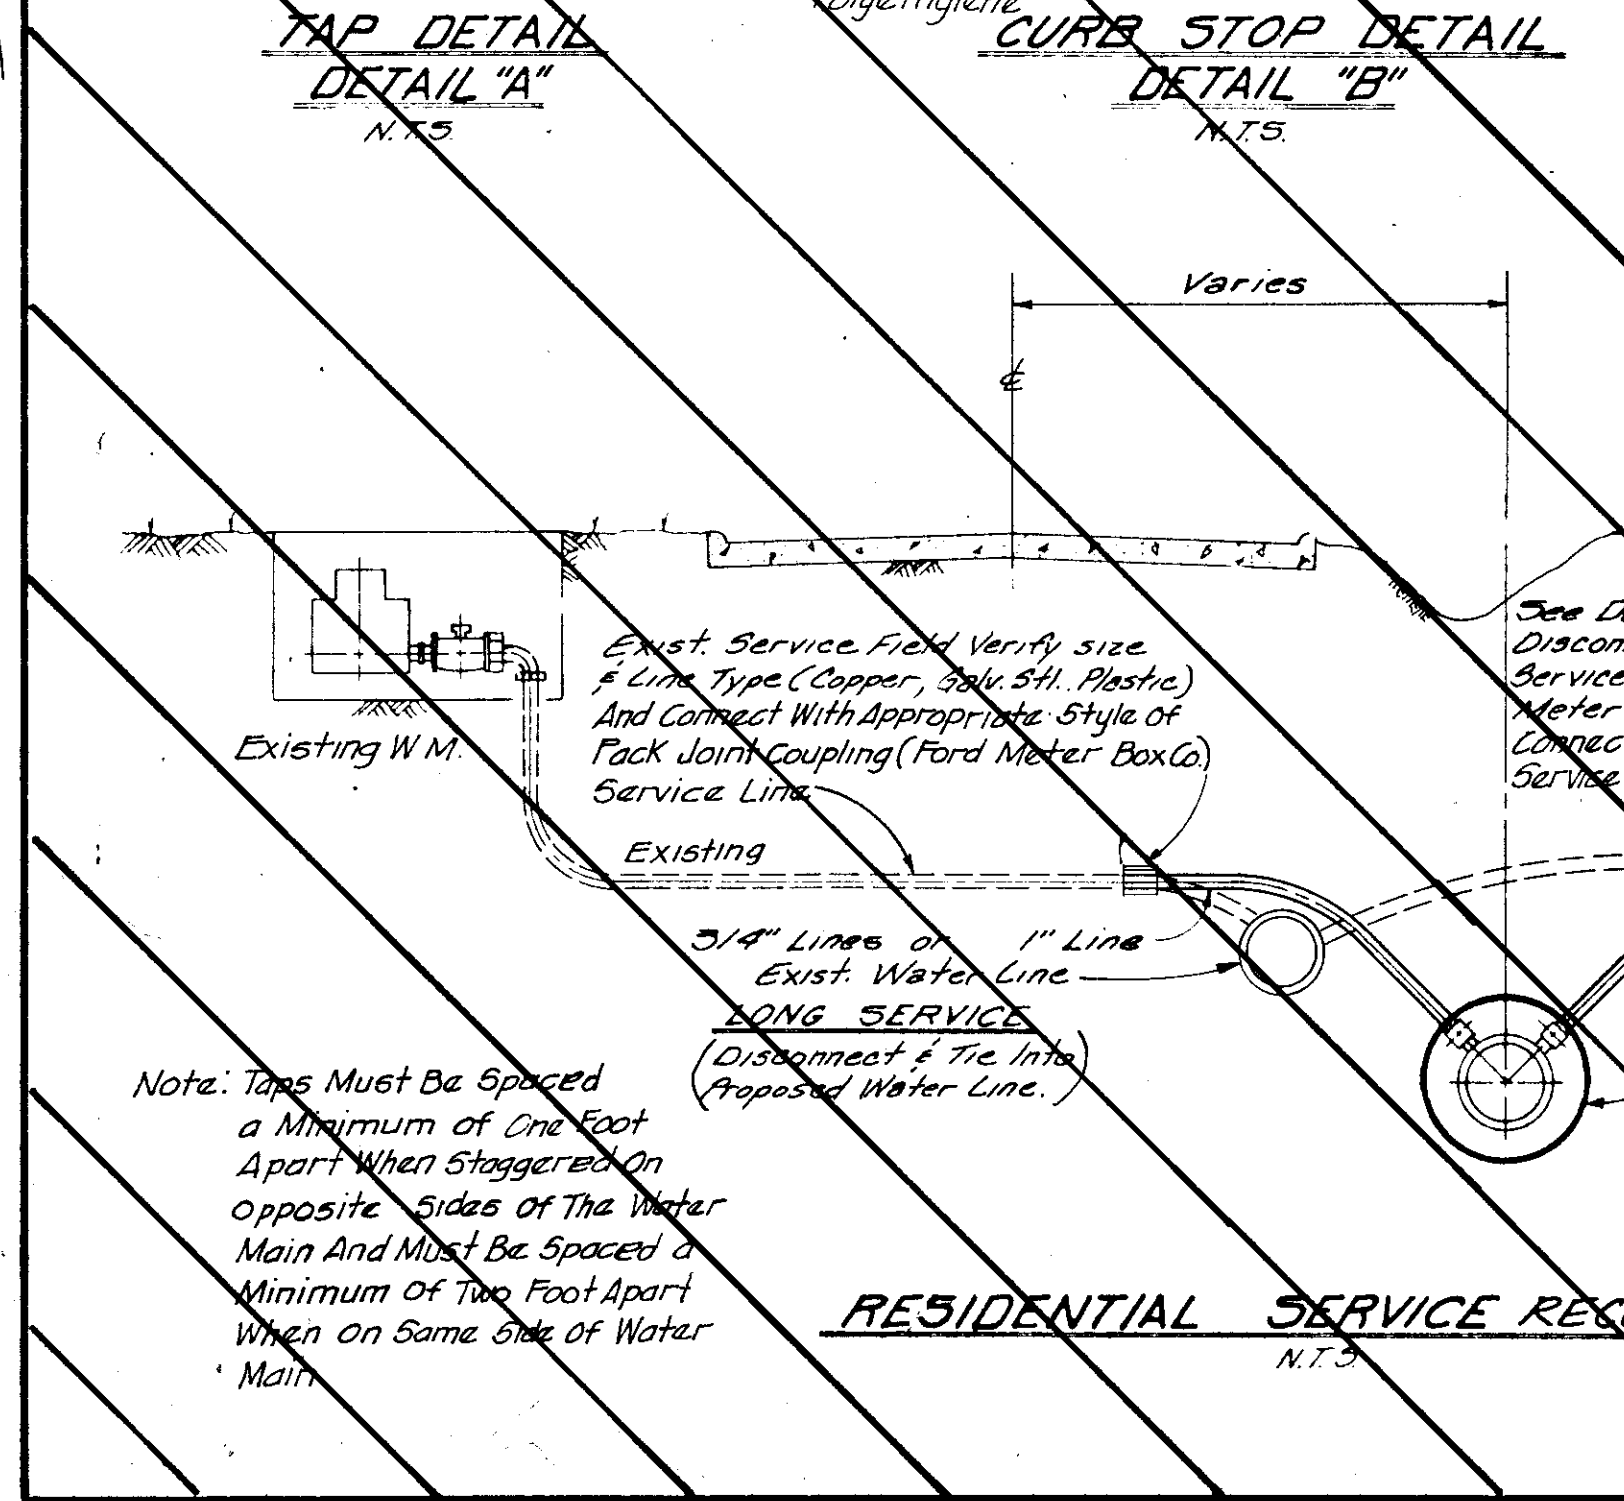 Polyethylene
TAP DETAIL
DETAIL "A"
N.T.S.
CURB STOP DETAIL
DETAIL "B"
N.T.S.
Varies
℄
Exist. Service Field Verify size
& Line Type (Copper, Galv. Stl. Plastic)
And Connect With Appropriate Style of
Pack Joint Coupling (Ford Meter Box Co.)
Service Line
Existing W M.
Existing
See
Service
Meter
Service
3/4" Lines or 1" Line
Exist. Water Line
LONG SERVICE
(Disconnect & Tie Into
Proposed Water Line.)
Note: Taps Must Be Spaced
a Minimum of One Foot
Apart When Staggered On
Opposite Sides Of The Water
Main And Must Be Spaced a
Minimum Of Two Foot Apart
When On Same Side Of Water
Main
RESIDENTIAL SERVICE
N.T.S